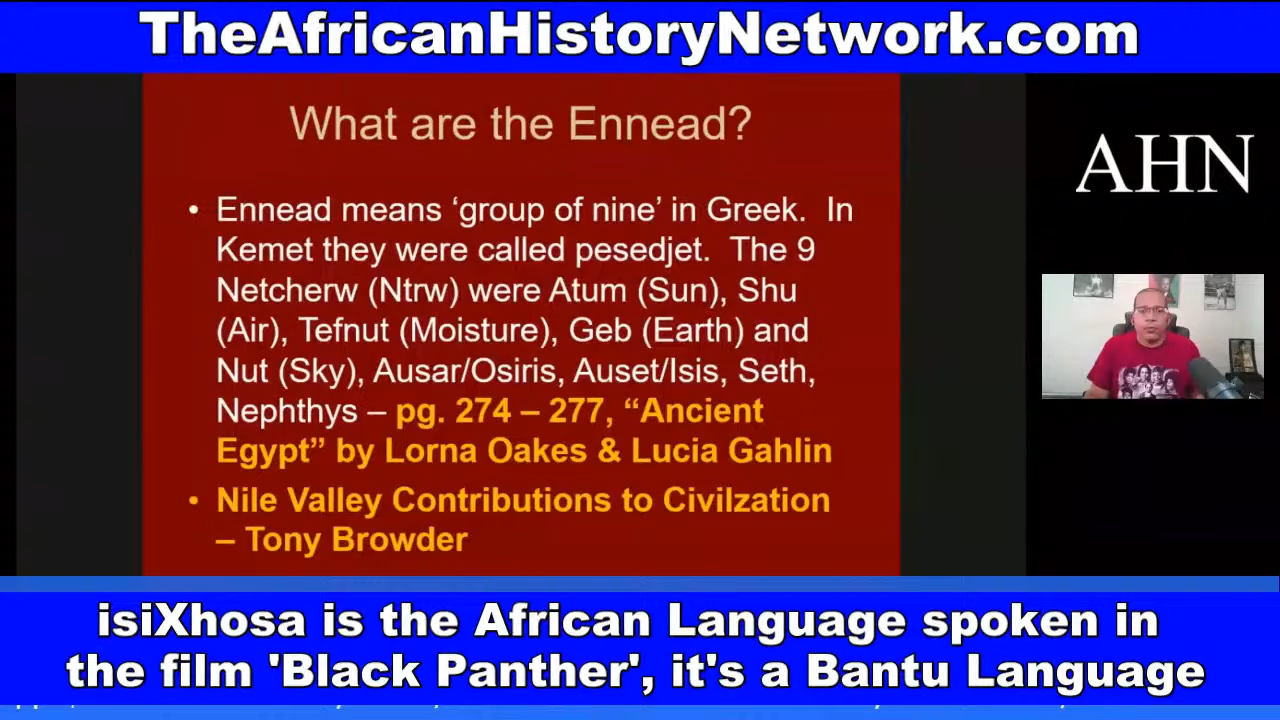 TheAfricanHistoryNetwork.com
What are the Ennead?
• Ennead means ‘group of nine’ in Greek. In
Kemet they were called pesedjet. The 9
Netcherw (Ntrw) were Atum (Sun), Shu
(Air), Tefnut (Moisture), Geb (Earth) and
Nut (Sky), Ausar/Osiris, Auset/Isis, Seth,
Nephthys – pg. 274 – 277, “Ancient
Egypt” by Lorna Oakes & Lucia Gahlin
• Nile Valley Contributions to Civilzation
– Tony Browder
AHN
isiXhosa is the African Language spoken in
the film 'Black Panther', it's a Bantu Language